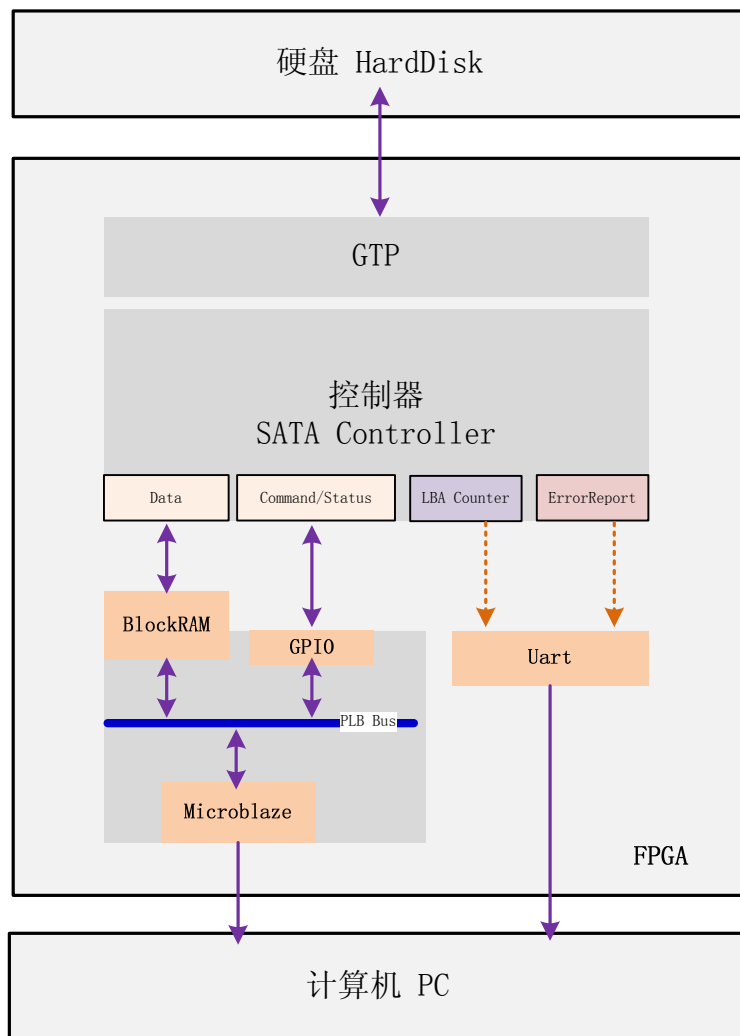 硬盘 HardDisk
GTP
控制器
SATA Controller
Data
Command/Status
LBA Counter
ErrorReport
BlockRAM
GPIO
Uart
PLB Bus
Microblaze
FPGA
计算机 PC